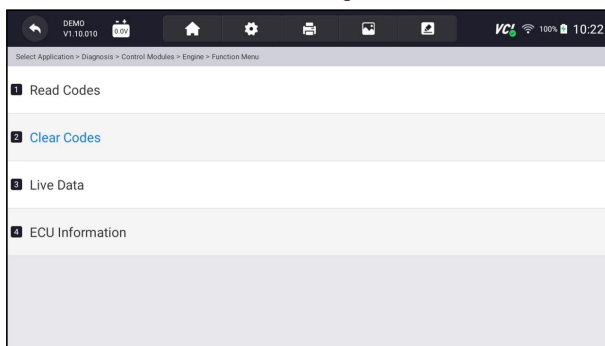 DEMO
V1.10.010
0.0V
VCI 100% 10:22
Select Application > Diagnosis > Control Modules > Engine > Function Menu
1 Read Codes
2 Clear Codes
3 Live Data
4 ECU Information